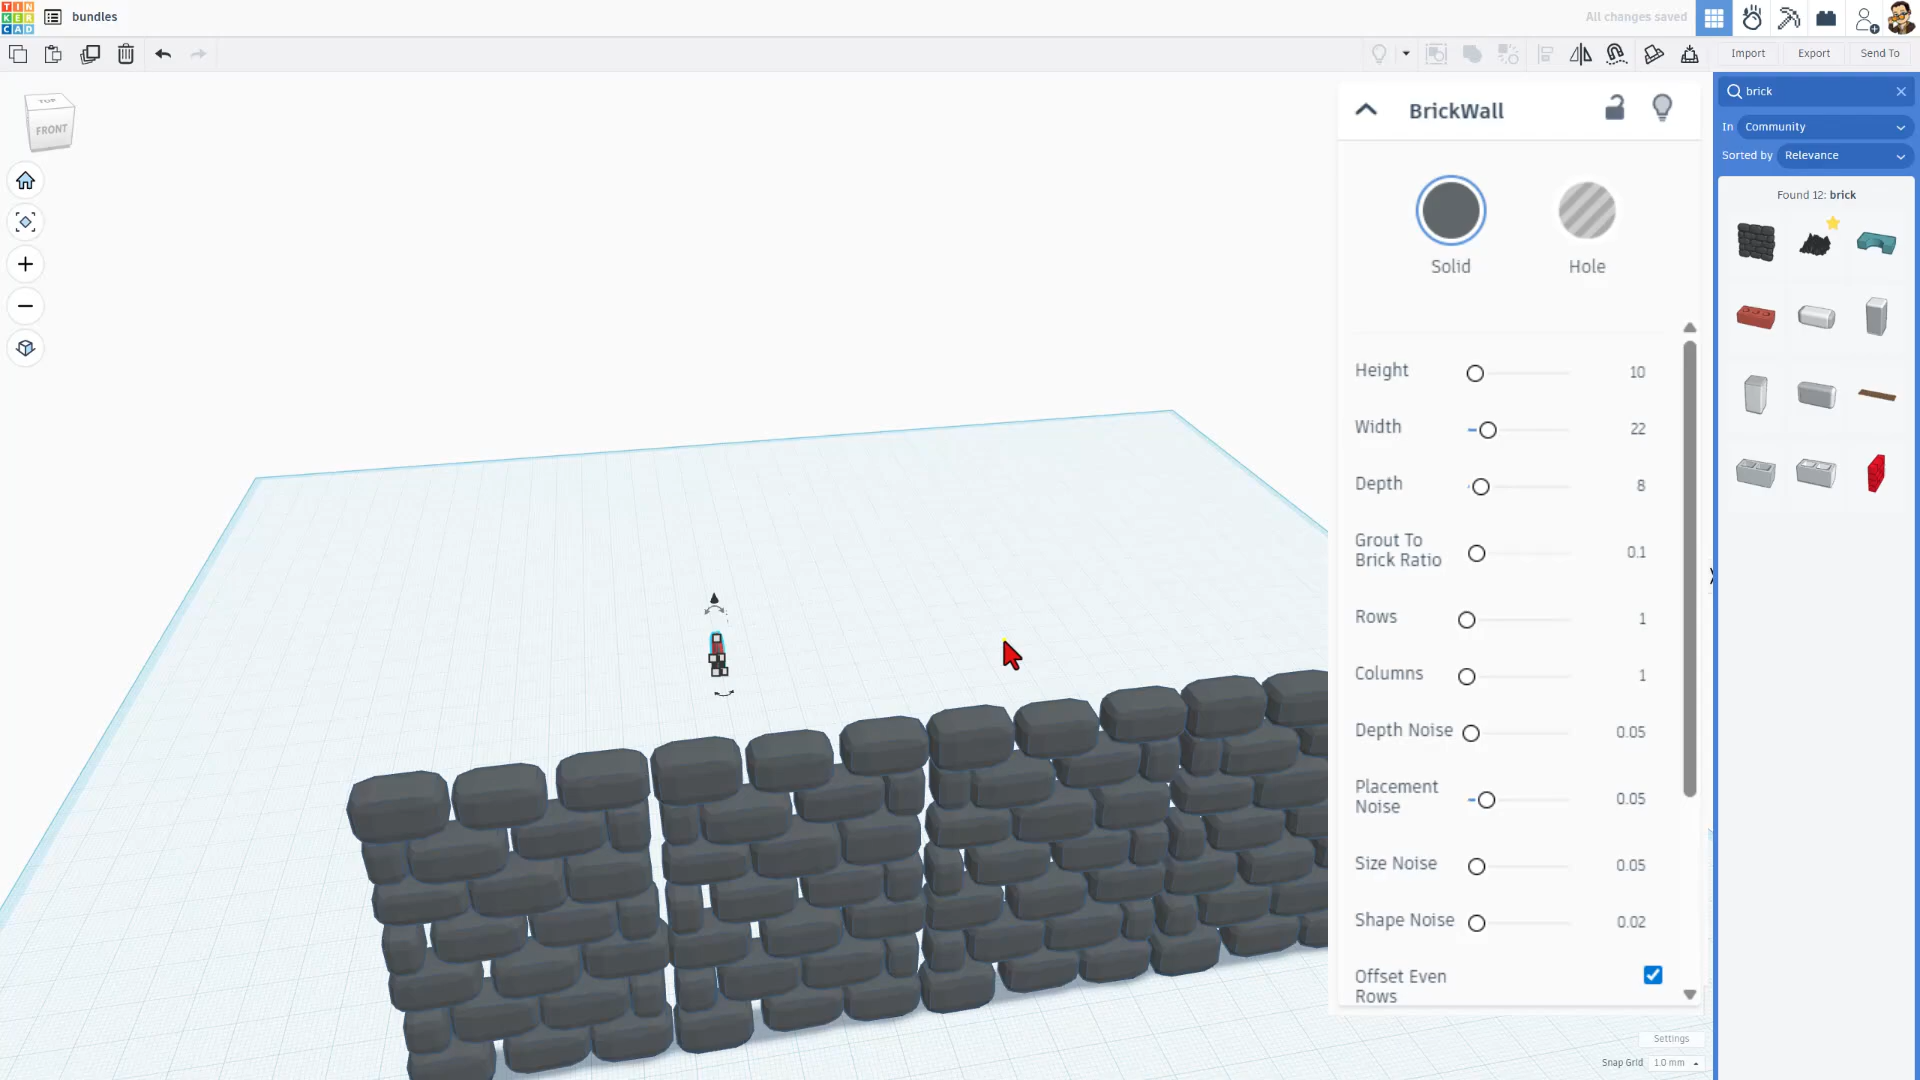 TIN
KER
CAD
bundles
All changes saved
Import
Export
Send To
TOP
FRONT
BrickWall
Solid
Hole
Height
10
Width
22
Depth
8
Grout To
Brick Ratio
0.1
Rows
1
Columns
1
Depth Noise
0.05
Placement
Noise
0.05
Size Noise
0.05
Shape Noise
0.02
Offset Even
Rows
brick
In Community
Sorted by Relevance
Found 12: brick
Settings
Snap Grid 1.0 mm